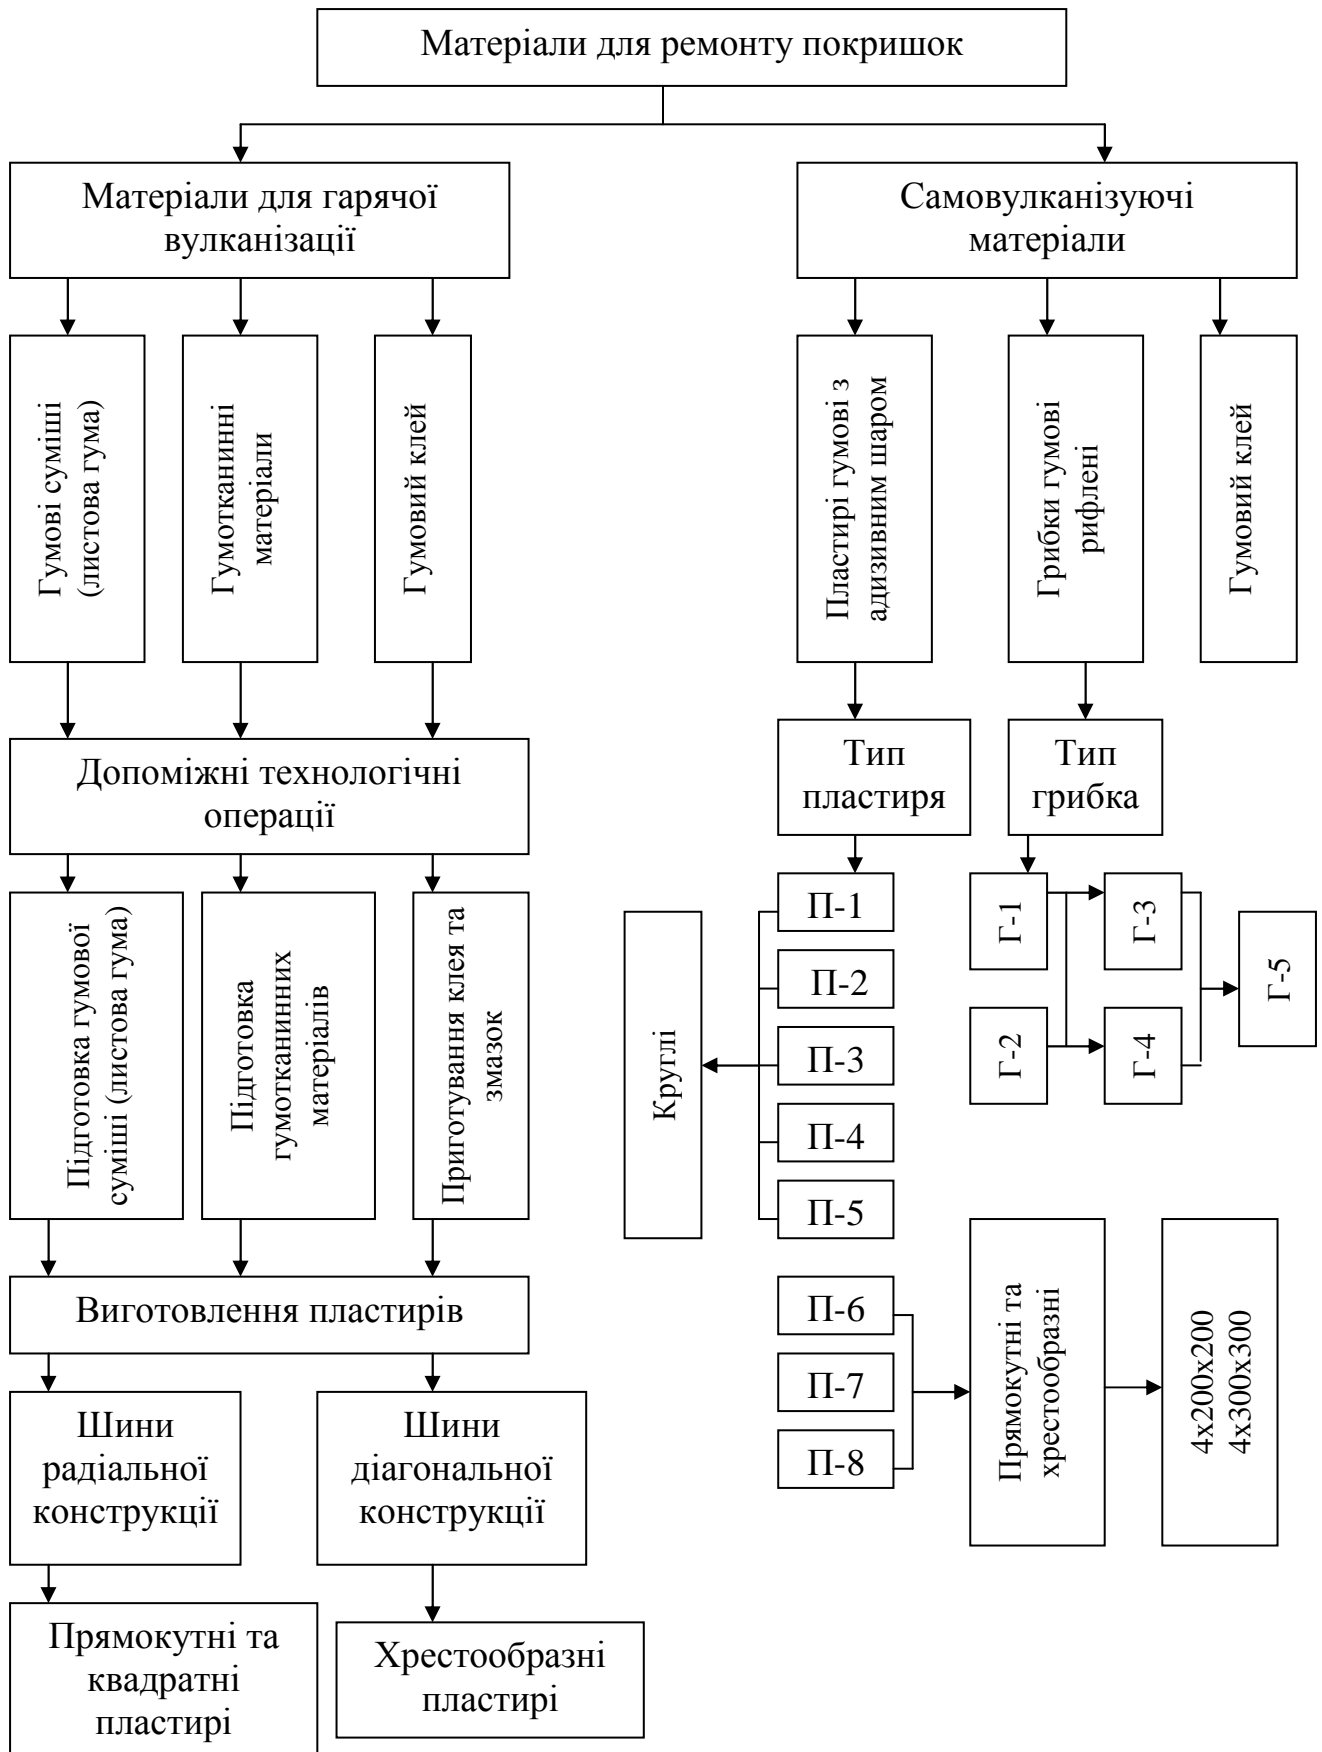 Матеріали для ремонту покришок
Матеріали для гарячої
вулканізації
Самовулканізуючі
матеріали
Гумові суміші
(листова гума)
Гумотканинні
матеріали
Гумовий клей
Пластирі гумові з
адизивним шаром
Грибки гумові
рифлені
Гумовий клей
Допоміжні технологічні
операції
Тип
пластиря
Тип
грибка
Підготовка гумової
суміші (листова гума)
Підготовка
гумотканинних
матеріалів
Приготування клея та
змазок
Круглі
П-1
П-2
П-3
П-4
П-5
Г-1
Г-2
Г-3
Г-4
Г-5
Виготовлення пластирів
П-6
П-7
П-8
Прямокутні та
хрестообразні
4х200х200
4х300х300
Шини
радіальної
конструкції
Шини
діагональної
конструкції
Прямокутні та
квадратні
пластирі
Хрестообразні
пластирі